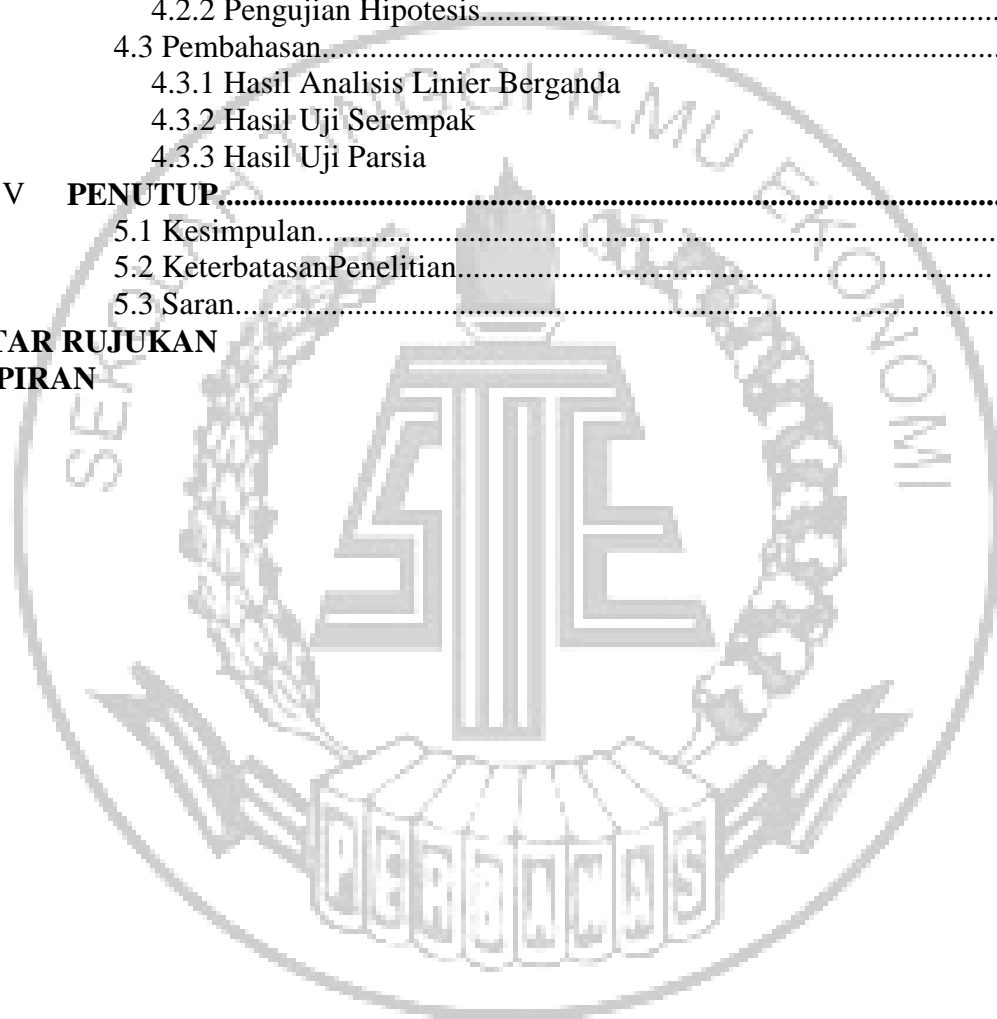 4.2.2 Pengujian Hipotesis........................................................................
4.3 Pembahasan........................................................................
4.3.1 Hasil Analisis Linier Berganda
4.3.2 Hasil Uji Serempak
4.3.3 Hasil Uji Parsia
V PENUTUP........................................................................
5.1 Kesimpulan........................................................................
5.2 KeterbatasanPenelitian........................................................................
5.3 Saran........................................................................
TAR RUJUKAN
PIRAN
SEKOLAH TINGGI ILMU EKONOMI
STIE
PERBANAS